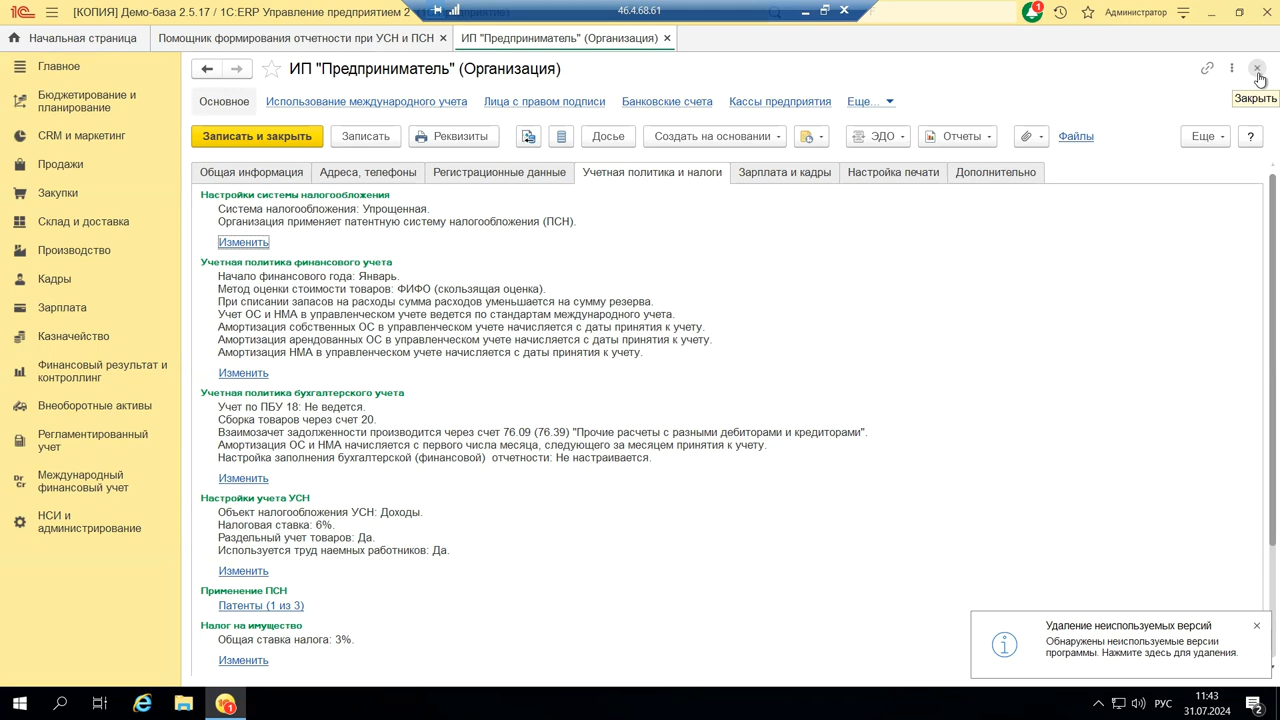 [КОПИЯ] Демо-база 2.5.17 / 1С:ERP Управление предприятием 2
46.4.68.61
Администратор
Начальная страница
Помощник формирования отчетности при УСН и ПСН
ИП "Предприниматель" (Организация)
Главное
Бюджетирование и
планирование
CRM и маркетинг
Продажи
Закупки
Склад и доставка
Производство
Кадры
Зарплата
Казначейство
Финансовый результат и
контроллинг
Внеоборотные активы
Регламентированный
учет
Международный
финансовый учет
НСИ и
администрирование
ИП "Предприниматель" (Организация)
Закрыть
Основное
Использование международного учета
Лица с правом подписи
Банковские счета
Кассы предприятия
Еще...
Записать и закрыть
Записать
Реквизиты
Досье
Создать на основании
ЭДО
Отчеты
Файлы
Еще
?
Общая информация
Адреса, телефоны
Регистрационные данные
Учетная политика и налоги
Зарплата и кадры
Настройка печати
Дополнительно
Настройки системы налогообложения
Система налогообложения: Упрощенная.
Организация применяет патентную систему налогообложения (ПСН).
Изменить
Учетная политика финансового учета
Начало финансового года: Январь.
Метод оценки стоимости товаров: ФИФО (скользящая оценка).
При списании запасов на расходы сумма расходов уменьшается на сумму резерва.
Учет ОС и НМА в управленческом учете ведется по стандартам международного учета.
Амортизация собственных ОС в управленческом учете начисляется с даты принятия к учету.
Амортизация арендованных ОС в управленческом учете начисляется с даты принятия к учету.
Амортизация НМА в управленческом учете начисляется с даты принятия к учету.
Изменить
Учетная политика бухгалтерского учета
Учет по ПБУ 18: Не ведется.
Сборка товаров через счет 20.
Взаимозачет задолженности производится через счет 76.09 (76.39) "Прочие расчеты с разными дебиторами и кредиторами".
Амортизация ОС и НМА начисляется с первого числа месяца, следующего за месяцем принятия к учету.
Настройка заполнения бухгалтерской (финансовой) отчетности: Не настраивается.
Изменить
Настройки учета УСН
Объект налогообложения УСН: Доходы.
Налоговая ставка: 6%.
Раздельный учет товаров: Да.
Используется труд наемных работников: Да.
Изменить
Применение ПСН
Патенты (1 из 3)
Налог на имущество
Общая ставка налога: 3%.
Изменить
Удаление неиспользуемых версий
Обнаружены неиспользуемые версии
программы. Нажмите здесь для удаления.
РУС
11:43
31.07.2024